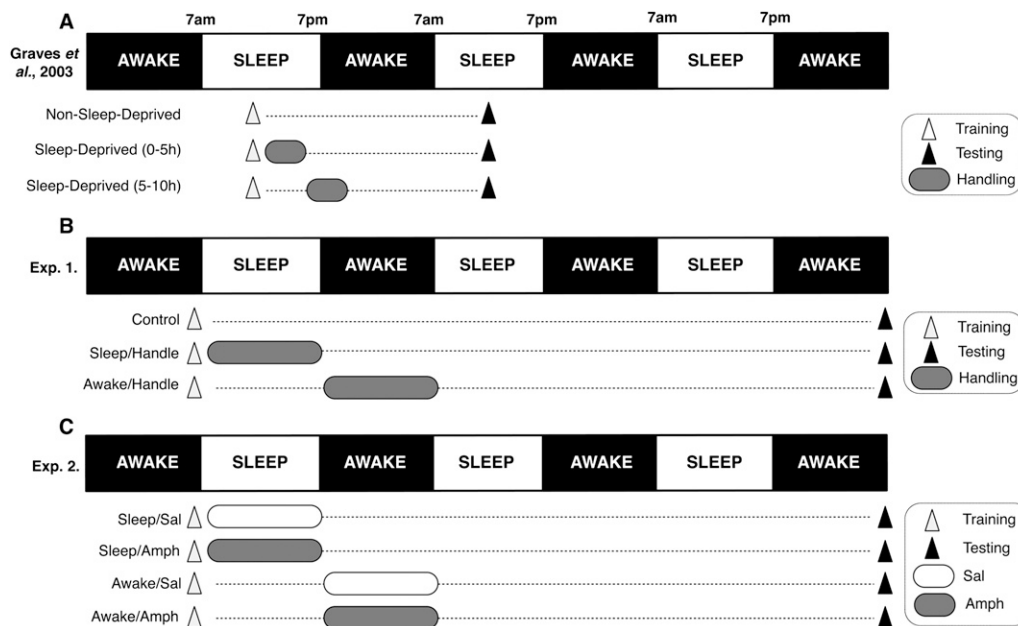 A
7am 7pm 7am 7pm 7am 7pm
Graves et
al., 2003
AWAKE SLEEP AWAKE SLEEP AWAKE SLEEP AWAKE
Non-Sleep-Deprived
Sleep-Deprived (0-5h)
Sleep-Deprived (5-10h)
Training
Testing
Handling
B
Exp. 1.
AWAKE SLEEP AWAKE SLEEP AWAKE SLEEP AWAKE
Control
Sleep/Handle
Awake/Handle
Training
Testing
Handling
C
Exp. 2.
AWAKE SLEEP AWAKE SLEEP AWAKE SLEEP AWAKE
Sleep/Sal
Sleep/Amph
Awake/Sal
Awake/Amph
Training
Testing
Sal
Amph